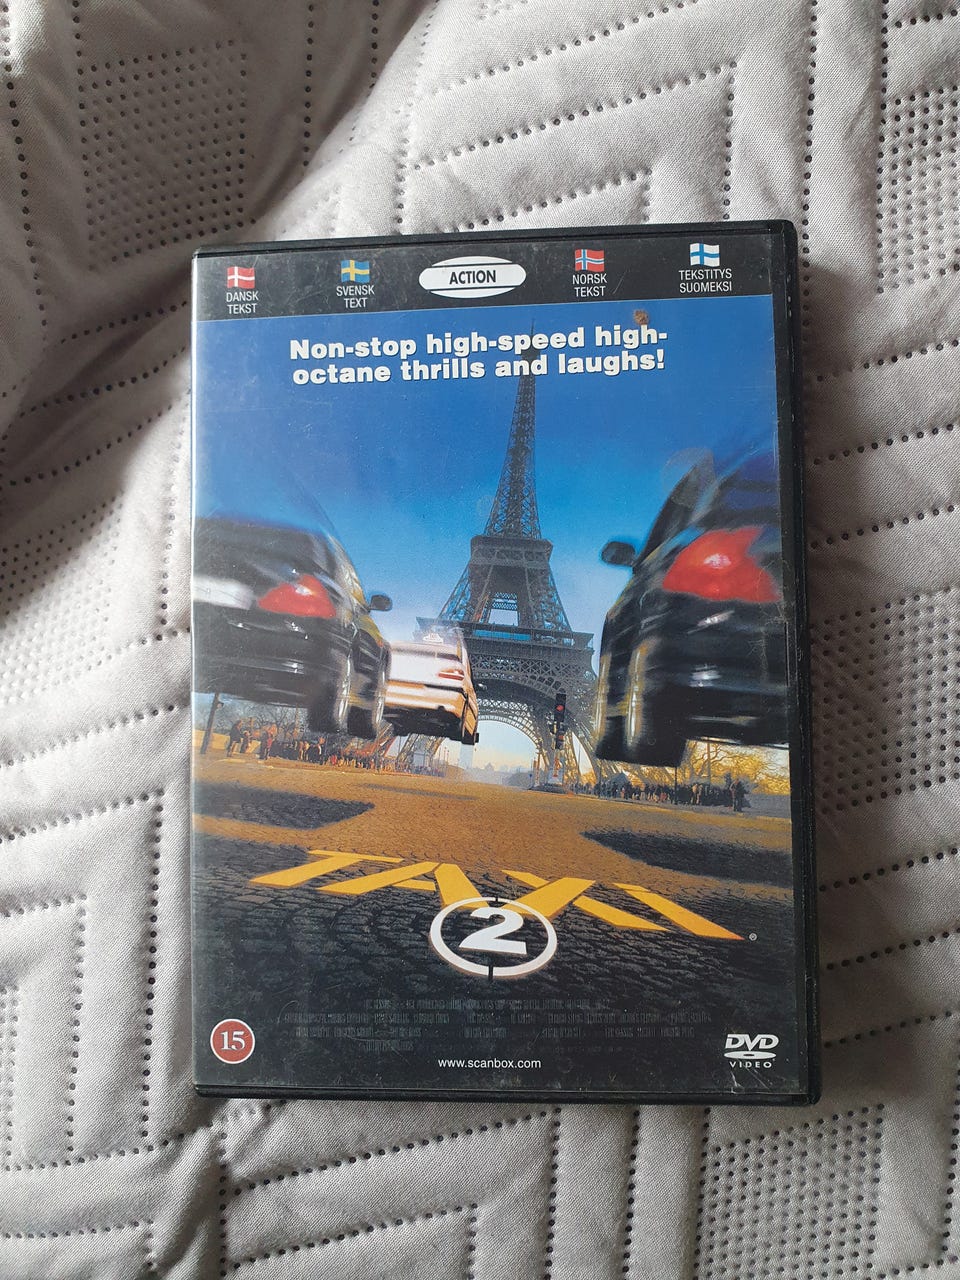 DANSK
TEKST
SVENSK
TEXT
ACTION
NORSK
TEKST
TEKSTITYS
SUOMEKSI
Non-stop high-speed high-
octane thrills and laughs!
TAXI
2
®
15
www.scanbox.com
DVD
VIDEO